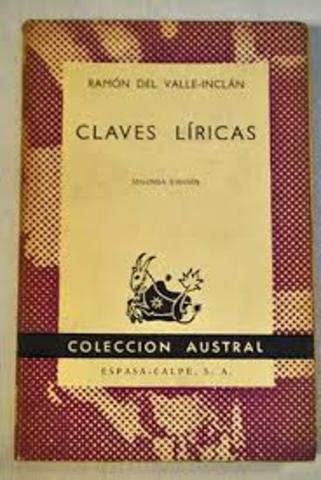 RAMÓN DEL VALLE-INCLÁN
CLAVES LÍRICAS
SEGUNDA EDICIÓN
COLECCION AUSTRAL
ESPASA-CALPE, S. A.